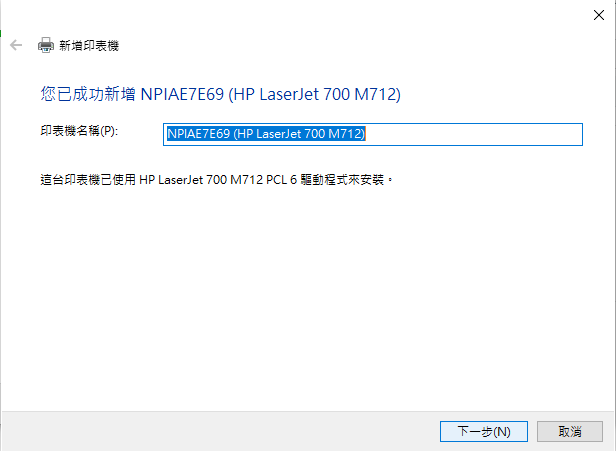 新增印表機
您已成功新增 NPIAE7E69 (HP LaserJet 700 M712)
印表機名稱(P): NPIAE7E69 (HP LaserJet 700 M712)
這台印表機已使用 HP LaserJet 700 M712 PCL 6 驅動程式來安裝。
下一步(N) 取消